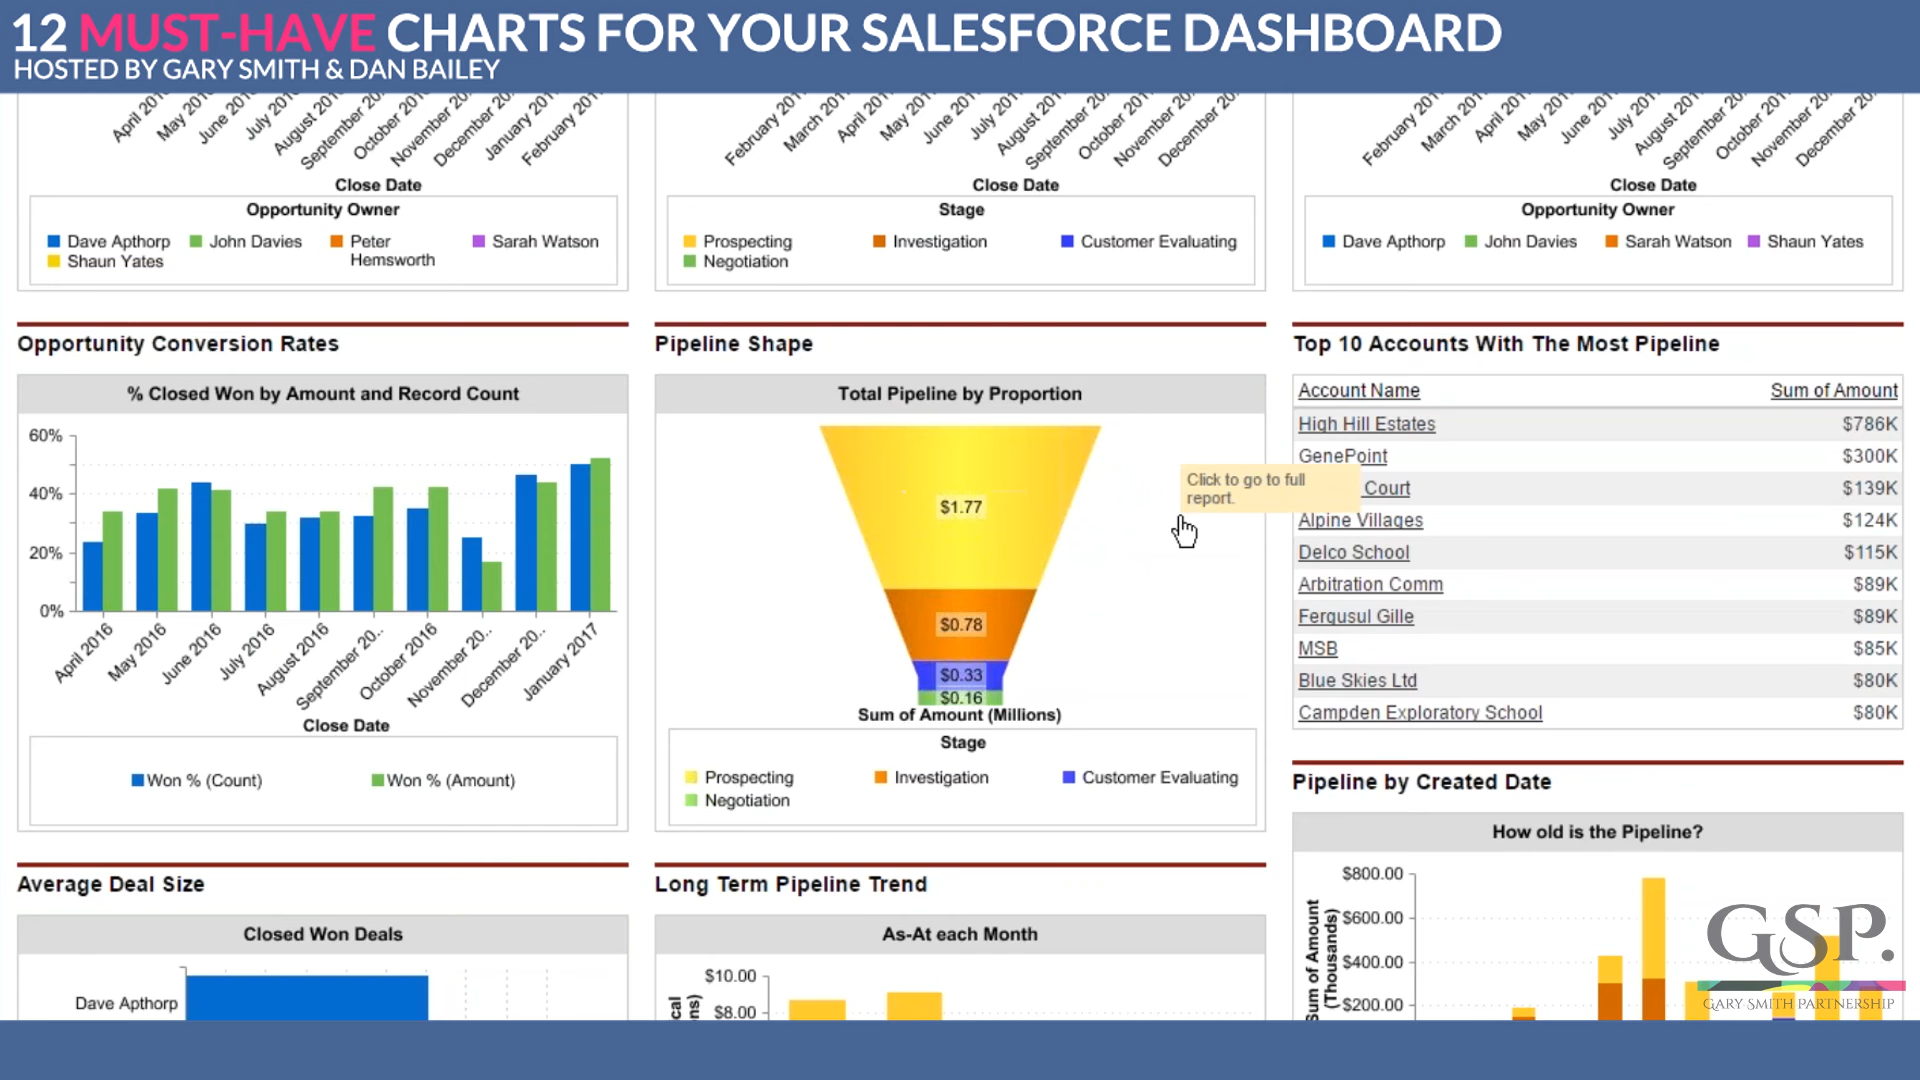 12 MUST-HAVE CHARTS FOR YOUR SALESFORCE DASHBOARD
HOSTED BY GARY SMITH & DAN BAILEY
Close Date
Opportunity Owner
Dave Apthorp
John Davies
Peter
Hemsworth
Sarah Watson
Shaun Yates
Close Date
Stage
Prospecting
Investigation
Customer Evaluating
Negotiation
Close Date
Opportunity Owner
Dave Apthorp
John Davies
Sarah Watson
Shaun Yates
Opportunity Conversion Rates
% Closed Won by Amount and Record Count
60%
40%
20%
0%
April 2016
May 2016
June 2016
July 2016
August 2016
September 20..
October 2016
November 20..
December 20..
January 2017
Close Date
Won % (Count)
Won % (Amount)
Pipeline Shape
Total Pipeline by Proportion
$1.77
$0.78
$0.33
$0.16
Sum of Amount (Millions)
Stage
Prospecting
Investigation
Customer Evaluating
Negotiation
Click to go to full
report.
Top 10 Accounts With The Most Pipeline
Account Name Sum of Amount
High Hill Estates $786K
GenePoint $300K
Court $139K
Alpine Villages $124K
Delco School $115K
Arbitration Comm $89K
Fergusul Gille $89K
MSB $85K
Blue Skies Ltd $80K
Campden Exploratory School $80K
Average Deal Size
Closed Won Deals
Dave Apthorp
Long Term Pipeline Trend
As-At each Month
$10.00
$8.00
Pipeline by Created Date
How old is the Pipeline?
$800.00
$600.00
$400.00
$200.00
Sum of Amount
(Thousands)
GSP.
GARY SMITH PARTNERSHIP